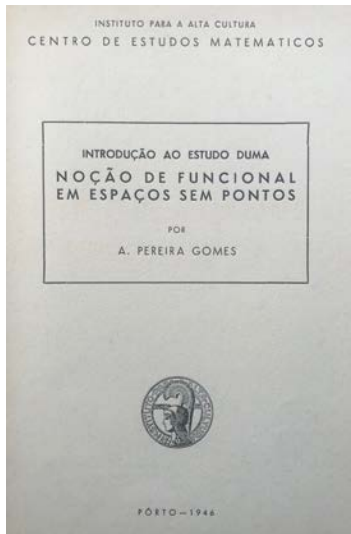 INSTITUTO PARA A ALTA CULTURA
CENTRO DE ESTUDOS MATEMATICOS
INTRODUÇÃO AO ESTUDO DUMA
NOÇÃO DE FUNCIONAL
EM ESPAÇOS SEM PONTOS
POR
A. PEREIRA GOMES
PÔRTO—1946